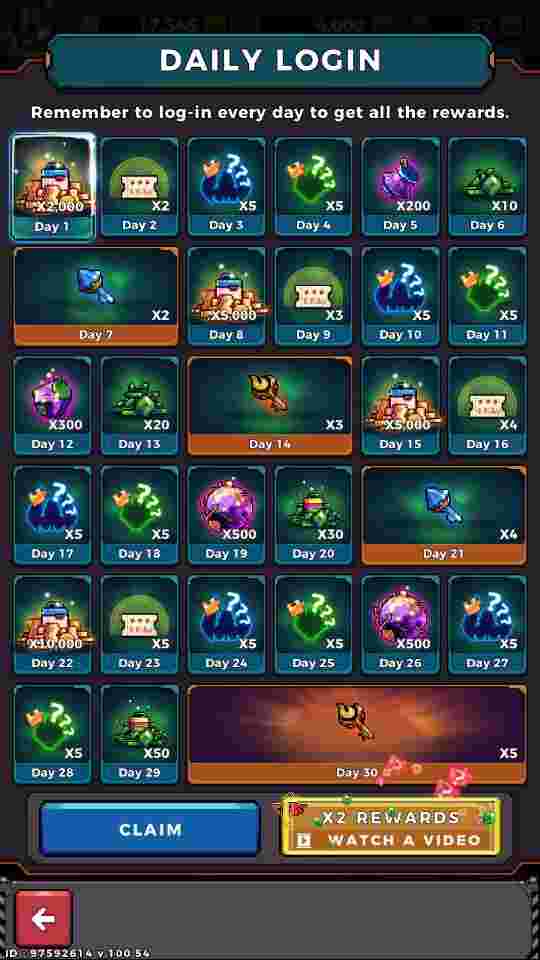 DAILY LOGIN
Remember to log-in every day to get all the rewards.
X2,000 X2 X5 X5 X200 X10
Day 1 Day 2 Day 3 Day 4 Day 5 Day 6
X2 X5,000 X3 X5 X5
Day 7 Day 8 Day 9 Day 10 Day 11
X300 X20 X3 X5,000 X4
Day 12 Day 13 Day 14 Day 15 Day 16
X5 X5 X500 X30 X4
Day 17 Day 18 Day 19 Day 20 Day 21
X10,000 X5 X5 X5 X500 X5
Day 22 Day 23 Day 24 Day 25 Day 26 Day 27
X5 X50 X5
Day 28 Day 29 Day 30
CLAIM
X2 REWARDS
WATCH A VIDEO
ID : 97592614 v.100.54